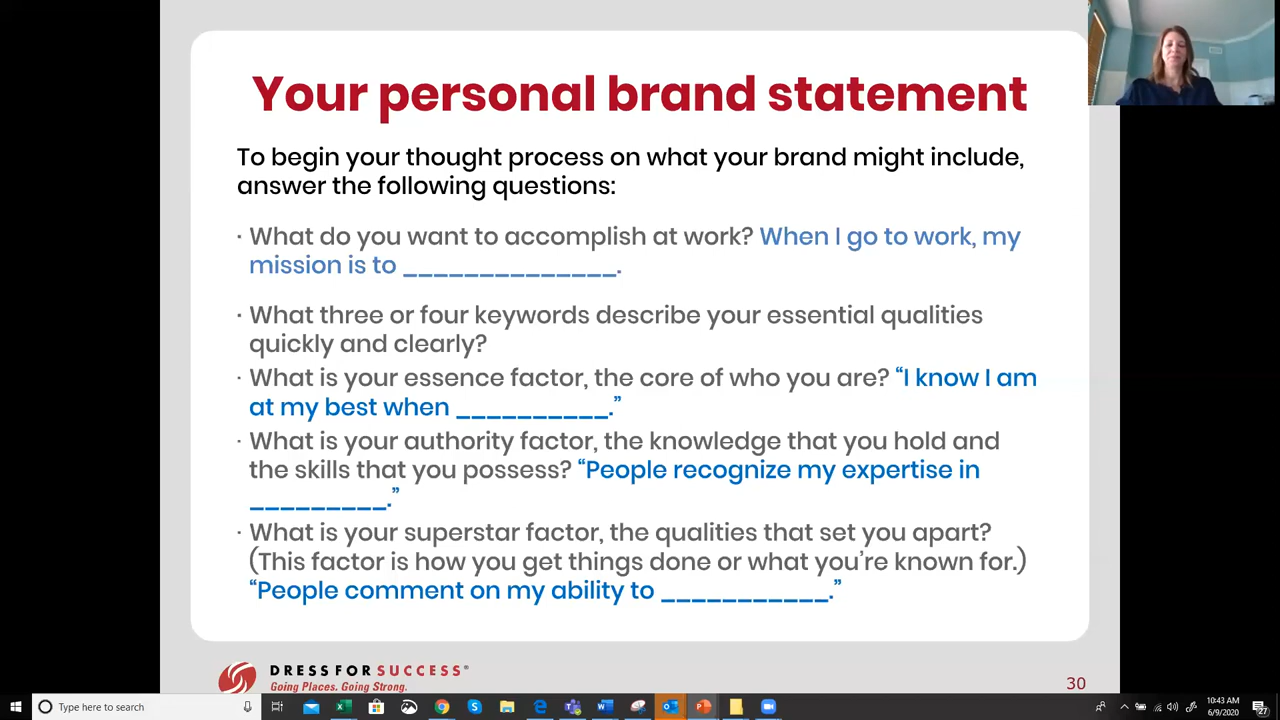 Your personal brand statement
To begin your thought process on what your brand might include,
answer the following questions:
· What do you want to accomplish at work? When I go to work, my
mission is to ______________.
· What three or four keywords describe your essential qualities
quickly and clearly?
· What is your essence factor, the core of who you are? “I know I am
at my best when __________.”
· What is your authority factor, the knowledge that you hold and
the skills that you possess? “People recognize my expertise in
_________.”
· What is your superstar factor, the qualities that set you apart?
(This factor is how you get things done or what you’re known for.)
“People comment on my ability to ___________.”
DRESS FOR SUCCESS®
Going Places. Going Strong.
30
Type here to search
10:43 AM
6/9/2020
27